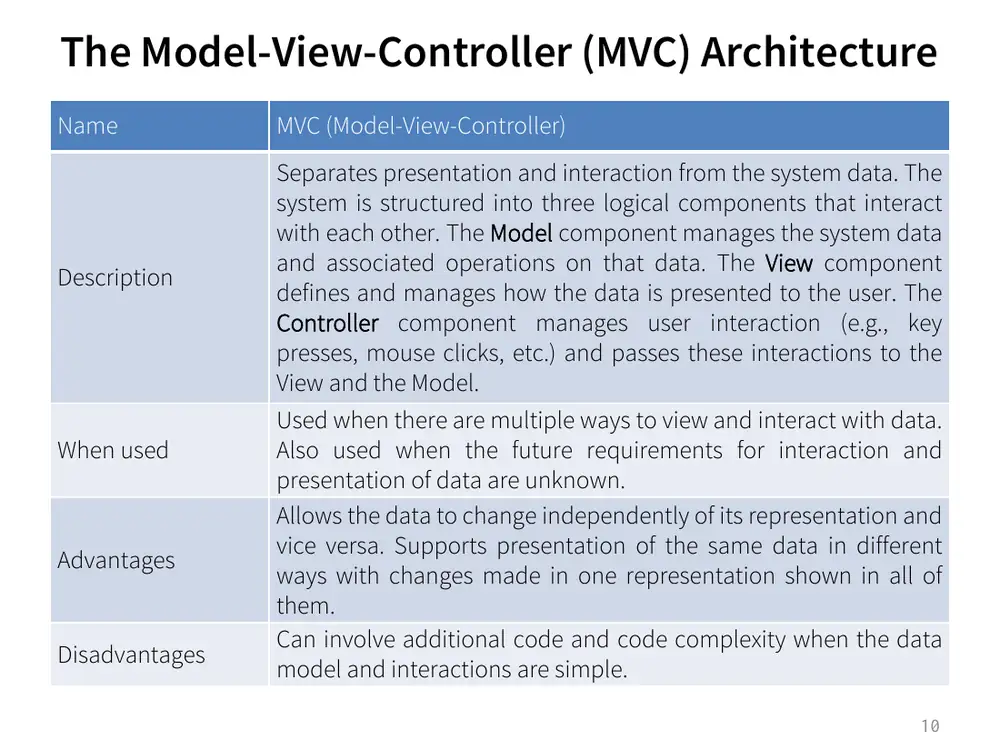 The Model-View-Controller (MVC) Architecture
Name
MVC (Model-View-Controller)
Description
Separates presentation and interaction from the system data. The
system is structured into three logical components that interact
with each other. The Model component manages the system data
and associated operations on that data. The View component
defines and manages how the data is presented to the user. The
Controller component manages user interaction (e.g., key
presses, mouse clicks, etc.) and passes these interactions to the
View and the Model.
When used
Used when there are multiple ways to view and interact with data.
Also used when the future requirements for interaction and
presentation of data are unknown.
Advantages
Allows the data to change independently of its representation and
vice versa. Supports presentation of the same data in different
ways with changes made in one representation shown in all of
them.
Disadvantages
Can involve additional code and code complexity when the data
model and interactions are simple.
10